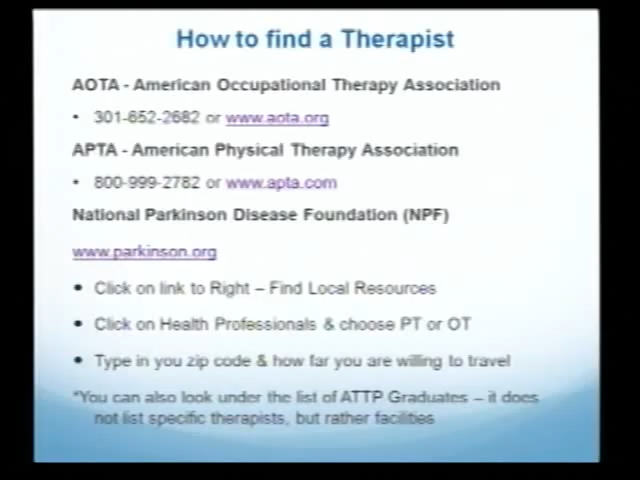 How to find a Therapist
AOTA - American Occupational Therapy Association
• 301-652-2682 or www.aota.org
APTA - American Physical Therapy Association
• 800-999-2782 or www.apta.com
National Parkinson Disease Foundation (NPF)
www.parkinson.org
• Click on link to Right – Find Local Resources
• Click on Health Professionals & choose PT or OT
• Type in you zip code & how far you are willing to travel
*You can also look under the list of ATTP Graduates – it does
not list specific therapists, but rather facilities